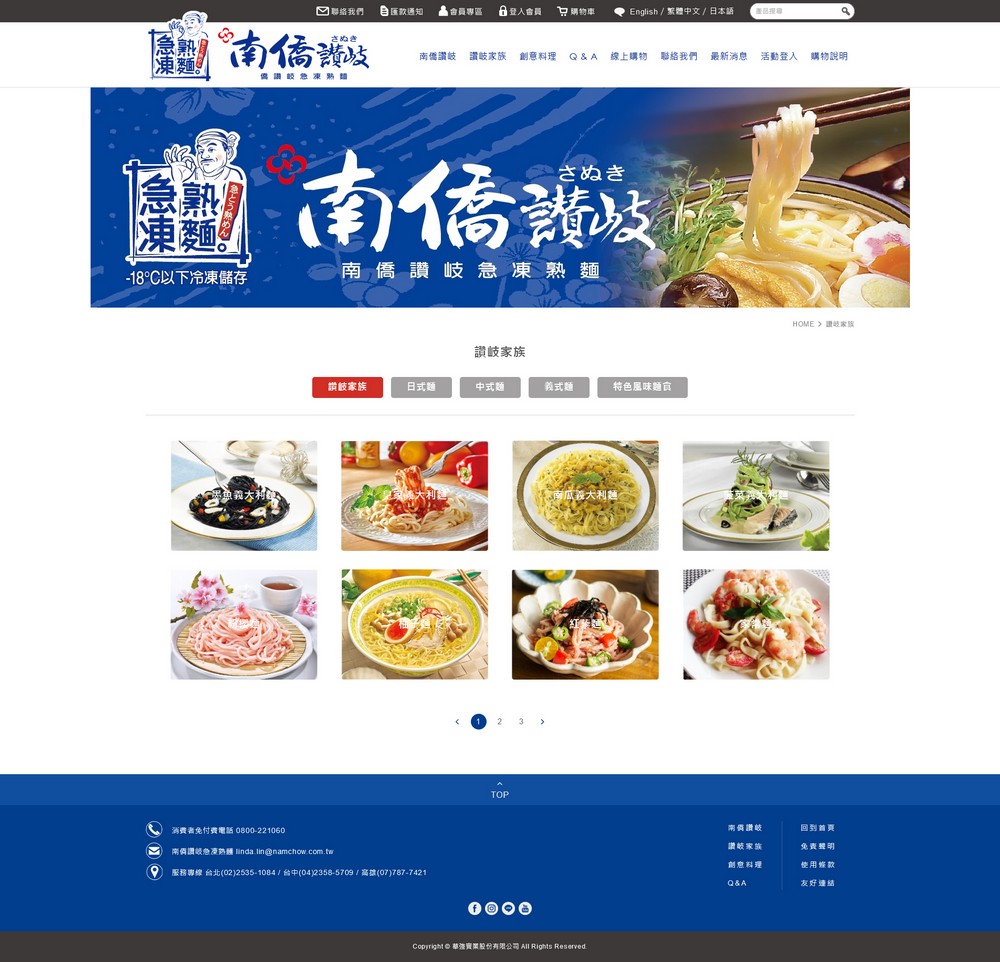 聯絡我們 匯款通知 會員專區 登入會員 購物車 English / 繁體中文 / 日本語 產品搜尋
急凍熟麵。 南僑讚岐 さぬき
僑讚岐急凍熟麵
南僑讚岐 讚岐家族 創意料理 Q & A 線上購物 聯絡我們 最新消息 活動登入 購物說明
急凍熟麵。
急とう熟めん
-18°C以下冷凍儲存
さぬき
南僑讚岐
南僑讚岐急凍熟麵
HOME > 讚岐家族
讚岐家族
讚岐家族 日式麵 中式麵 義式麵 特色風味麵食
墨魚義大利麵 皇家義大利麵 南瓜義大利麵 菠菜義大利麵
柚子麵 紅藜麵 家常麵
< 1 2 3 >
TOP
消費者免付費電話 0800-221060
南僑讚岐急凍熟麵 linda.lin@namchow.com.tw
服務專線 台北(02)2535-1084 / 台中(04)2358-5709 / 高雄(07)787-7421
南僑讚岐 回到首頁
讚岐家族 免責聲明
創意料理 使用條款
Q&A 友好連結
Copyright © 華強實業股份有限公司 All Rights Reserved.